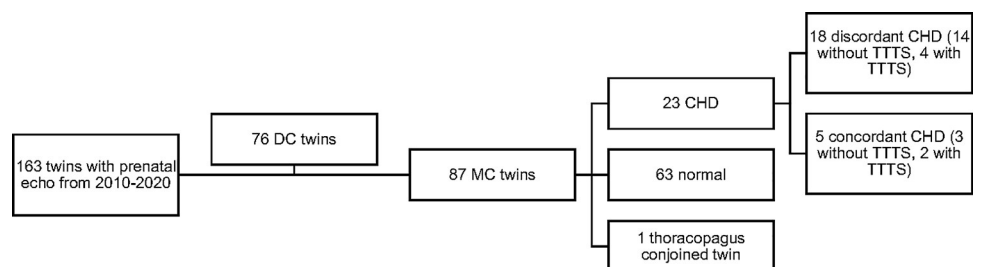 163 twins with prenatal
echo from 2010-2020
76 DC twins
87 MC twins
23 CHD
63 normal
1 thoracopagus
conjoined twin
18 discordant CHD (14
without TTTS, 4 with
TTTS)
5 concordant CHD (3
without TTTS, 2 with
TTTS)